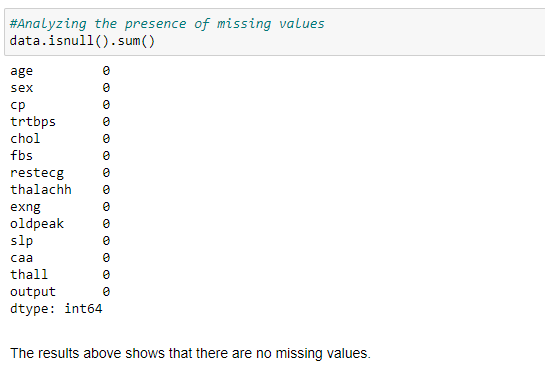 #Analyzing the presence of missing values
data.isnull().sum()
age 0
sex 0
cp 0
trtbps 0
chol 0
fbs 0
restecg 0
thalachh 0
exng 0
oldpeak 0
slp 0
caa 0
thall 0
output 0
dtype: int64
The results above shows that there are no missing values.